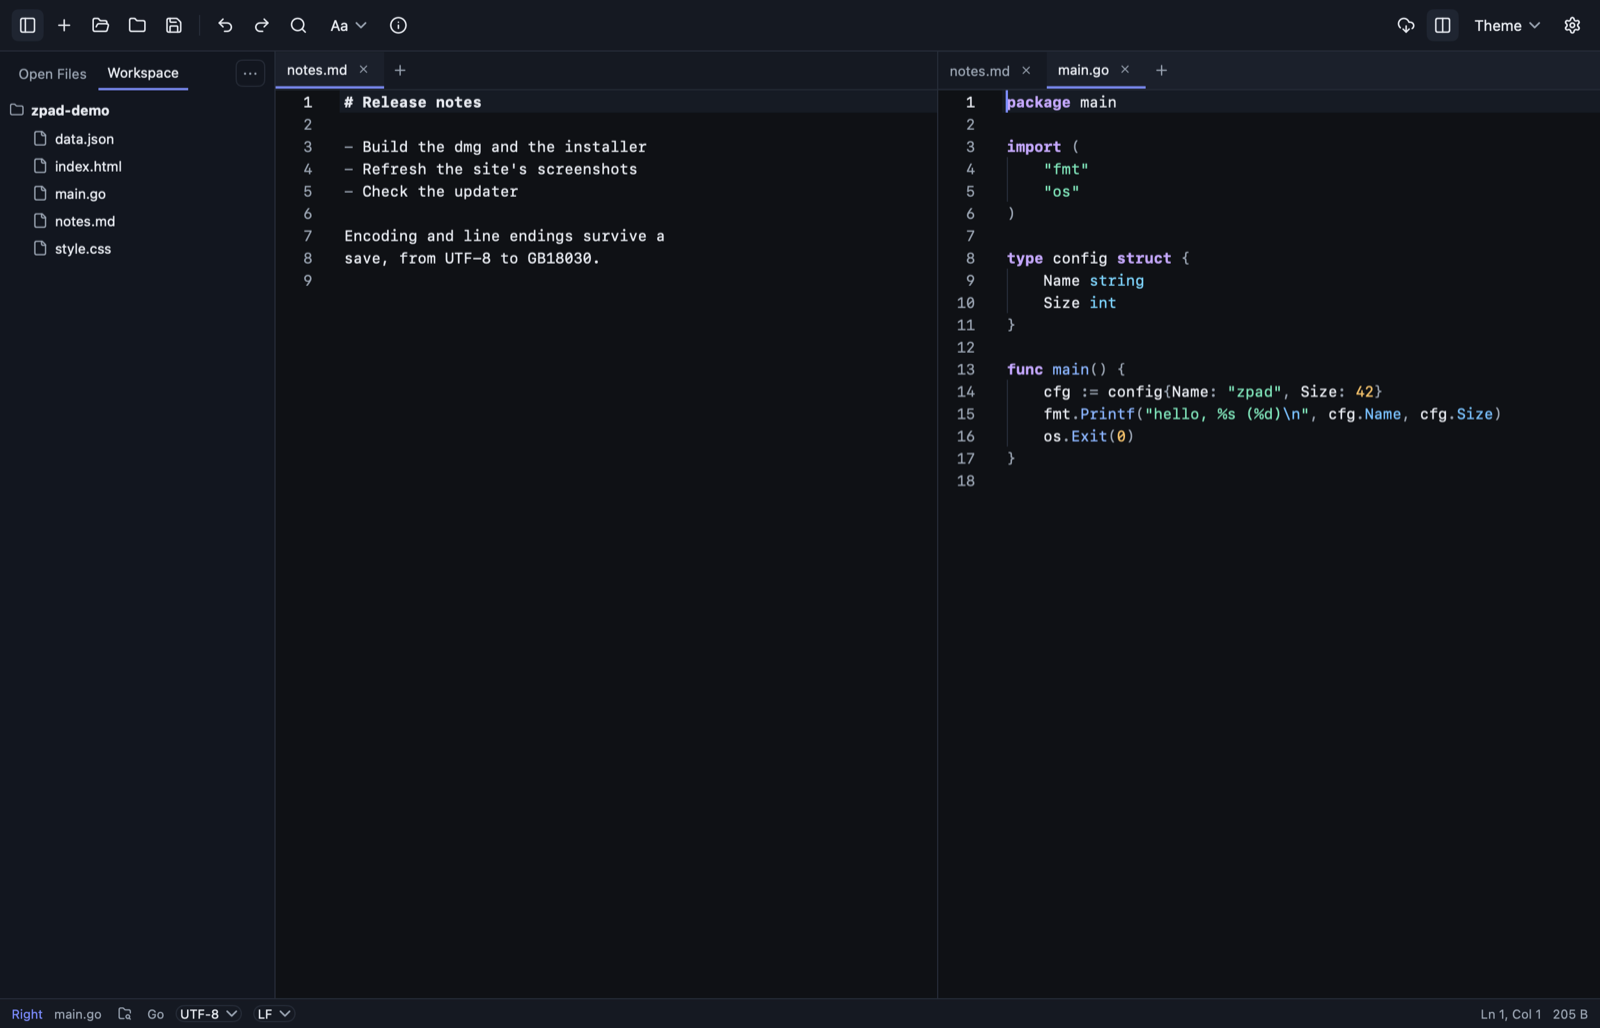 Aa
Theme
Open Files Workspace ...
zpad-demo
data.json
index.html
main.go
notes.md
style.css
notes.md
1 # Release notes
2
3 - Build the dmg and the installer
4 - Refresh the site's screenshots
5 - Check the updater
6
7 Encoding and line endings survive a
8 save, from UTF-8 to GB18030.
9
notes.md main.go
1 package main
2
3 import (
4     "fmt"
5     "os"
6 )
7
8 type config struct {
9     Name string
10     Size int
11 }
12
13 func main() {
14     cfg := config{Name: "zpad", Size: 42}
15     fmt.Printf("hello, %s (%d)\n", cfg.Name, cfg.Size)
16     os.Exit(0)
17 }
18
Right main.go Go UTF-8 LF Ln 1, Col 1 205 B